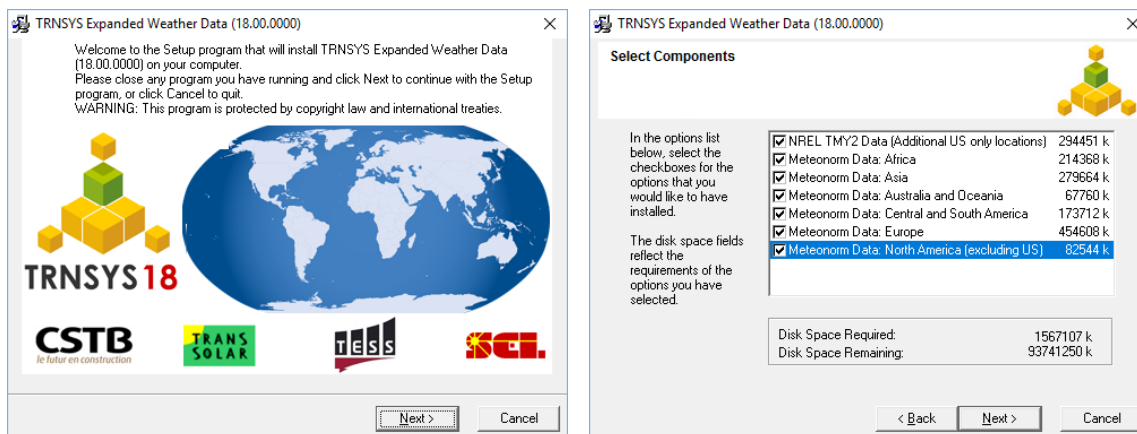 TRNSYS Expanded Weather Data (18.00.0000)
Welcome to the Setup program that will install TRNSYS Expanded Weather Data
(18.00.0000) on your computer.
Please close any program you have running and click Next to continue with the Setup
program, or click Cancel to quit.
WARNING: This program is protected by copyright law and international treaties.
TRNSYS 18
CSTB
le futur en construction
TRANS
SOLAR
TESS
SEL
Next >
Cancel
TRNSYS Expanded Weather Data (18.00.0000)
Select Components
In the options list
below, select the
checkboxes for the
options that you
would like to have
installed.
The disk space fields
reflect the
requirements of the
options you have
selected.
NREL TMY2 Data (Additional US only locations) 294451 k
Meteonorm Data: Africa 214368 k
Meteonorm Data: Asia 279664 k
Meteonorm Data: Australia and Oceania 67760 k
Meteonorm Data: Central and South America 173712 k
Meteonorm Data: Europe 454608 k
Meteonorm Data: North America (excluding US) 82544 k
Disk Space Required: 1567107 k
Disk Space Remaining: 93741250 k
< Back
Next >
Cancel